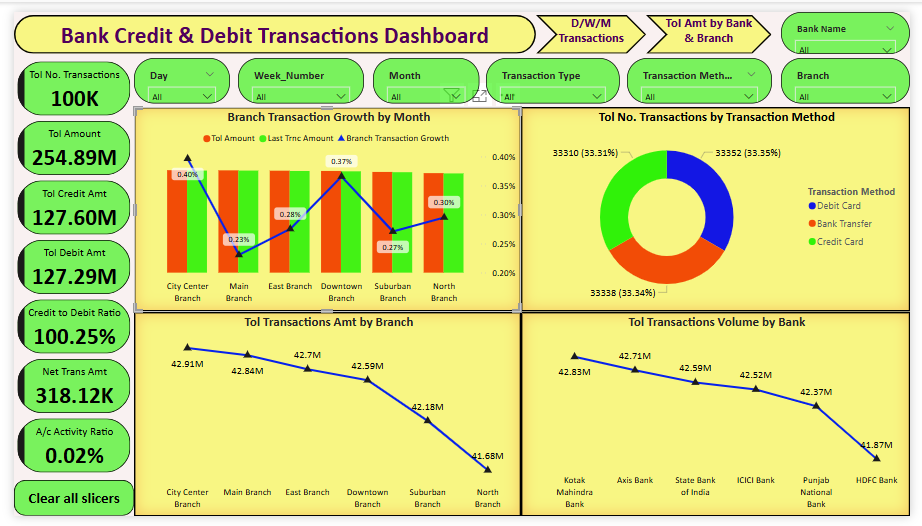 Bank Credit & Debit Transactions Dashboard
D/W/M
Transactions
Tol Amt by Bank
& Branch
Bank Name
All
Tol No. Transactions
100K
Day
All
Week_Number
All
Month
All
Transaction Type
All
Transaction Meth...
All
Branch
All
Tol Amount
254.89M
Tol Credit Amt
127.60M
Tol Debit Amt
127.29M
Credit to Debit Ratio
100.25%
Net Trans Amt
318.12K
A/c Activity Ratio
0.02%
Clear all slicers
Branch Transaction Growth by Month
Tol Amount Last Trnc Amount Branch Transaction Growth
0.40%
0.23%
0.28%
0.37%
0.27%
0.30%
0.40%
0.35%
0.30%
0.25%
0.20%
City Center
Branch
Main
Branch
East Branch
Downtown
Branch
Suburban
Branch
North
Branch
Tol No. Transactions by Transaction Method
33310 (33.31%)
33352 (33.35%)
33338 (33.34%)
Transaction Method
Debit Card
Bank Transfer
Credit Card
Tol Transactions Amt by Branch
42.91M
42.84M
42.7M
42.59M
42.18M
41.68M
City Center
Branch
Main Branch
East Branch
Downtown
Branch
Suburban
Branch
North
Branch
Tol Transactions Volume by Bank
42.83M
42.71M
42.59M
42.52M
42.37M
41.87M
Kotak
Mahindra
Bank
Axis Bank
State Bank
of India
ICICI Bank
Punjab
National
Bank
HDFC Bank